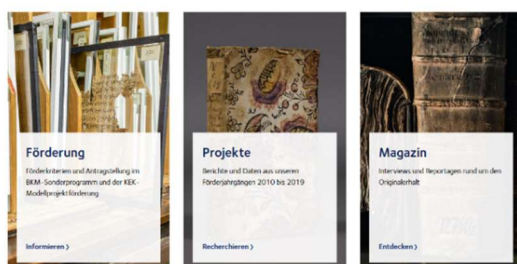 Förderung
Förderkriterien und Antragstellung im
BKM-Sonderprogramm und der KEK-
Modellprojektförderung
Informieren >
Projekte
Berichte und Daten aus unseren
Förderjahrgängen 2010 bis 2019
Recherchieren >
Magazin
Interviews und Reportagen rund um den
Originalerhalt
Entdecken >